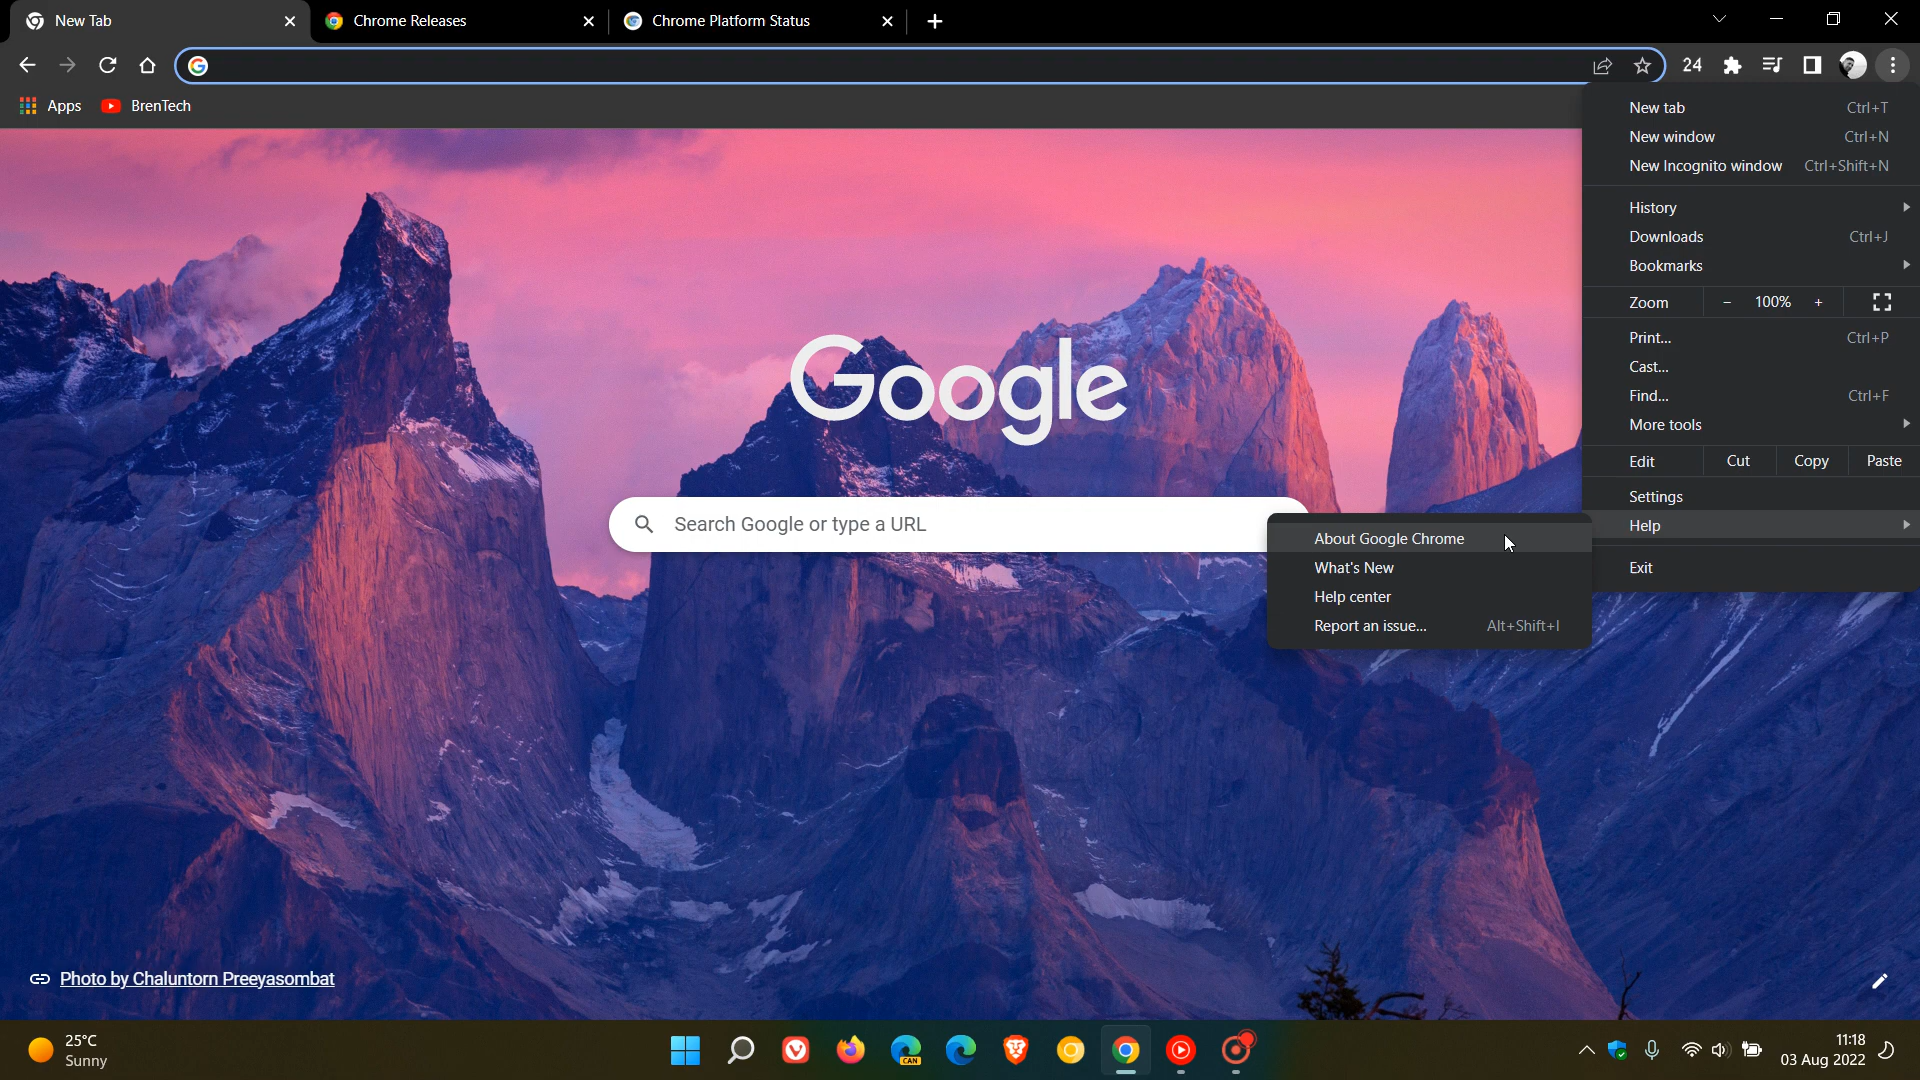 New Tab
Chrome Releases
Chrome Platform Status
24
Apps
BrenTech
New tab Ctrl+T
New window Ctrl+N
New Incognito window Ctrl+Shift+N
History
Downloads Ctrl+J
Bookmarks
Zoom - 100% +
Print... Ctrl+P
Cast...
Find... Ctrl+F
More tools
Edit Cut Copy Paste
Settings
Help
Exit
Google
Search Google or type a URL
About Google Chrome
What's New
Help center
Report an issue... Alt+Shift+I
Photo by Chaluntorn Preeyasombat
25°C
Sunny
CAN
11:18
03 Aug 2022